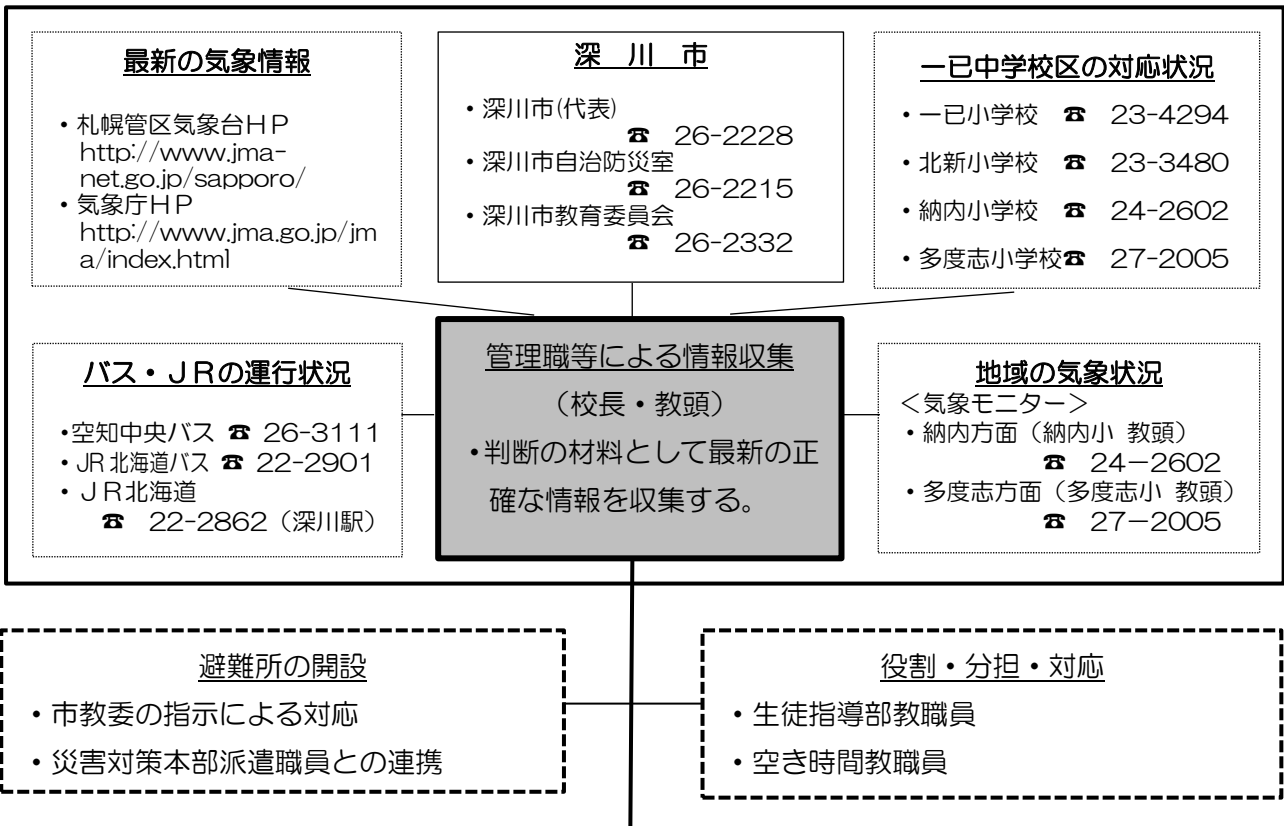 最新の気象情報
・札幌管区気象台HP
http://www.jma-
net.go.jp/sapporo/
・気象庁HP
http://www.jma.go.jp/jm
a/index.html
深 川 市
・深川市(代表)
☎ 26-2228
・深川市自治防災室
☎ 26-2215
・深川市教育委員会
☎ 26-2332
一已中学校区の対応状況
・一已小学校 ☎ 23-4294
・北新小学校 ☎ 23-3480
・納内小学校 ☎ 24-2602
・多度志小学校☎ 27-2005
バス・JRの運行状況
・空知中央バス ☎ 26-3111
・JR北海道バス ☎ 22-2901
・JR北海道
☎ 22-2862（深川駅）
管理職等による情報収集
（校長・教頭）
・判断の材料として最新の正
確な情報を収集する。
地域の気象状況
＜気象モニター＞
・納内方面（納内小 教頭）
☎ 24－2602
・多度志方面（多度志小 教頭）
☎ 27－2005
避難所の開設
・市教委の指示による対応
・災害対策本部派遣職員との連携
役割・分担・対応
・生徒指導部教職員
・空き時間教職員